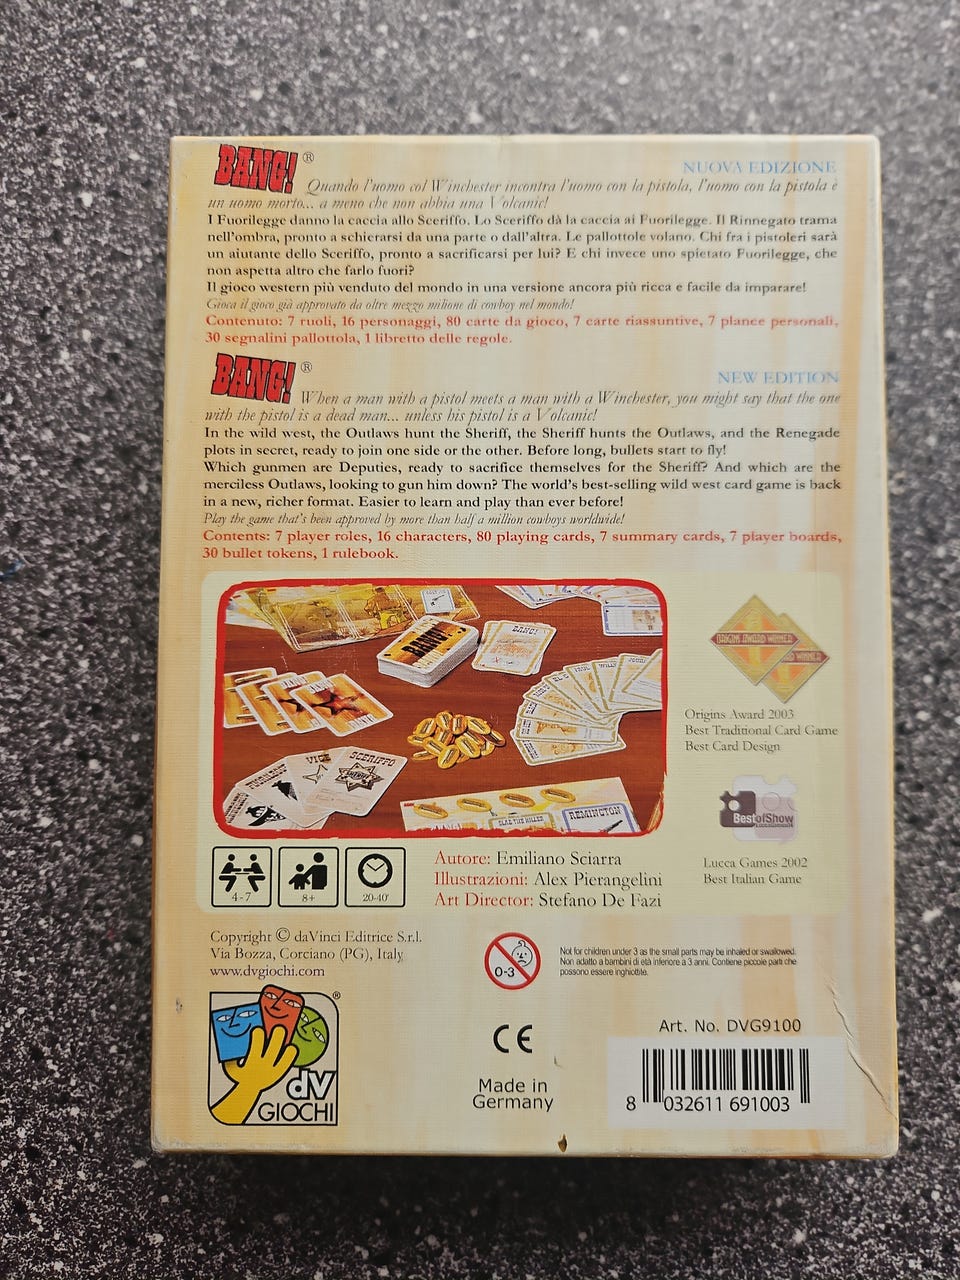 BANG!®
NUOVA EDIZIONE
Quando l'uomo col Winchester incontra l'uomo con la pistola, l'uomo con la pistola è
un uomo morto... a meno che non abbia una Volcanic!
I Fuorilegge danno la caccia allo Sceriffo. Lo Sceriffo dà la caccia ai Fuorilegge. Il Rinnegato trama
nell'ombra, pronto a schierarsi da una parte o dall'altra. Le pallottole volano. Chi fra i pistoleri sarà
un aiutante dello Sceriffo, pronto a sacrificarsi per lui? E chi invece uno spietato Fuorilegge, che
non aspetta altro che farlo fuori?
Il gioco western più venduto del mondo in una versione ancora più ricca e facile da imparare!
Gioca il gioco già approvato da oltre mezzo milione di cowboy nel mondo!
Contenuto: 7 ruoli, 16 personaggi, 80 carte da gioco, 7 carte riassuntive, 7 plance personali,
30 segnalini pallottola, 1 libretto delle regole.
BANG!®
NEW EDITION
When a man with a pistol meets a man with a Winchester, you might say that the one
with the pistol is a dead man... unless his pistol is a Volcanic!
In the wild west, the Outlaws hunt the Sheriff, the Sheriff hunts the Outlaws, and the Renegade
plots in secret, ready to join one side or the other. Before long, bullets start to fly!
Which gunmen are Deputies, ready to sacrifice themselves for the Sheriff? And which are the
merciless Outlaws, looking to gun him down? The world's best-selling wild west card game is back
in a new, richer format. Easier to learn and play than ever before!
Play the game that's been approved by more than half a million cowboys worldwide!
Contents: 7 player roles, 16 characters, 80 playing cards, 7 summary cards, 7 player boards,
30 bullet tokens, 1 rulebook.
BANG!
BANG!
FUORILEGGE
VICE
SCERIFFO
SLAB THE KILLER
REMINGTON
ORIGINS AWARD WINNER
WINNER
Origins Award 2003
Best Traditional Card Game
Best Card Design
BestofShow
Lucca Games 2002
Best Italian Game
4-7
8+
20-40'
Autore: Emiliano Sciarra
Illustrazioni: Alex Pierangelini
Art Director: Stefano De Fazi
Copyright © daVinci Editrice S.r.l.
Via Bozza, Corciano (PG), Italy
www.dvgiochi.com
0-3
Not for children under 3 as the small parts may be inhaled or swallowed.
Non adatto a bambini di età inferiore a 3 anni. Contiene piccole parti che
possono essere inghiottite.
dV
GIOCHI
®
CE
Made in
Germany
Art. No. DVG9100
8 032611 691003